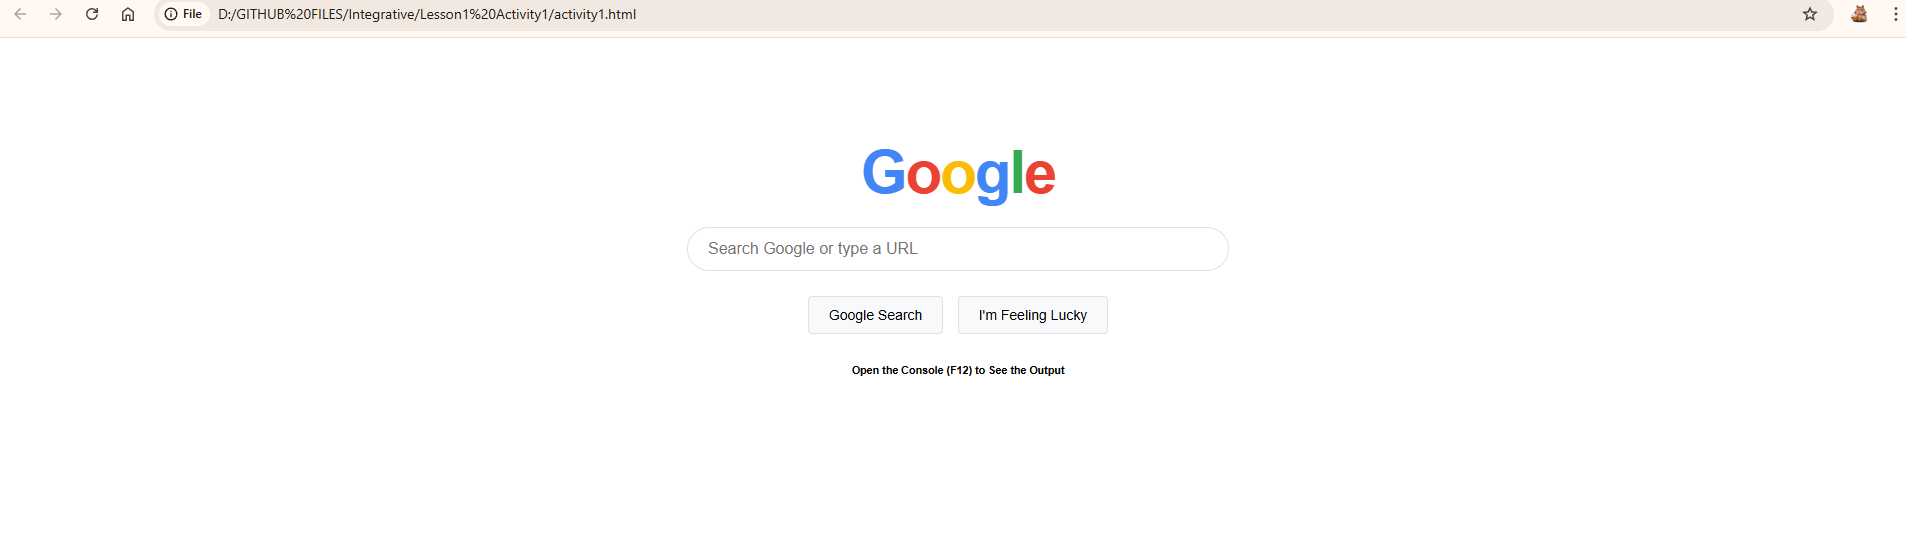 File D:/GITHUB%20FILES/Integrative/Lesson1%20Activity1/activity1.html
Google
Search Google or type a URL
Google Search I'm Feeling Lucky
Open the Console (F12) to See the Output